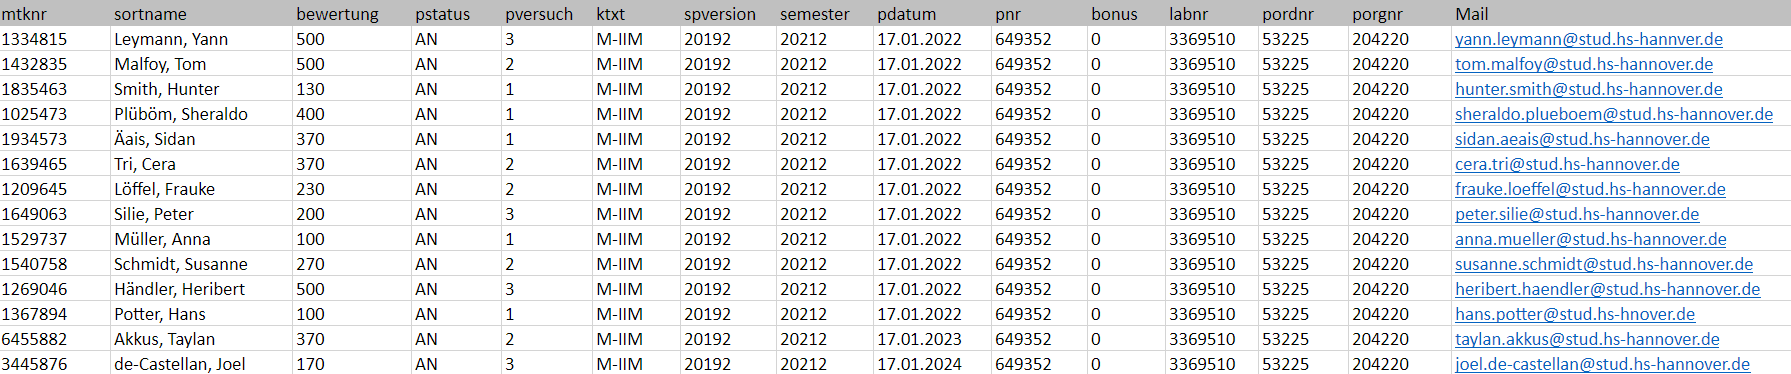 mtknr sortname bewertung pstatus pversuch ktxt spversion semester pdatum pnr bonus labnr pordnr porgnr Mail
1334815 Leymann, Yann 500 AN 3 M-IIM 20192 20212 17.01.2022 649352 0 3369510 53225 204220 yann.leymann@stud.hs-hannver.de
1432835 Malfoy, Tom 500 AN 2 M-IIM 20192 20212 17.01.2022 649352 0 3369510 53225 204220 tom.malfoy@stud.hs-hannover.de
1835463 Smith, Hunter 130 AN 1 M-IIM 20192 20212 17.01.2022 649352 0 3369510 53225 204220 hunter.smith@stud.hs-hannover.de
1025473 Plüböm, Sheraldo 400 AN 1 M-IIM 20192 20212 17.01.2022 649352 0 3369510 53225 204220 sheraldo.plueboem@stud.hs-hannover.de
1934573 Äais, Sidan 370 AN 1 M-IIM 20192 20212 17.01.2022 649352 0 3369510 53225 204220 sidan.aeais@stud.hs-hannover.de
1639465 Tri, Cera 370 AN 2 M-IIM 20192 20212 17.01.2022 649352 0 3369510 53225 204220 cera.tri@stud.hs-hannover.de
1209645 Löffel, Frauke 230 AN 2 M-IIM 20192 20212 17.01.2022 649352 0 3369510 53225 204220 frauke.loeffel@stud.hs-hannover.de
1649063 Silie, Peter 200 AN 3 M-IIM 20192 20212 17.01.2022 649352 0 3369510 53225 204220 peter.silie@stud.hs-hannover.de
1529737 Müller, Anna 100 AN 1 M-IIM 20192 20212 17.01.2022 649352 0 3369510 53225 204220 anna.mueller@stud.hs-hannover.de
1540758 Schmidt, Susanne 270 AN 2 M-IIM 20192 20212 17.01.2022 649352 0 3369510 53225 204220 susanne.schmidt@stud.hs-hannover.de
1269046 Händler, Heribert 500 AN 3 M-IIM 20192 20212 17.01.2022 649352 0 3369510 53225 204220 heribert.haendler@stud.hs-hannover.de
1367894 Potter, Hans 100 AN 1 M-IIM 20192 20212 17.01.2022 649352 0 3369510 53225 204220 hans.potter@stud.hs-hnover.de
6455882 Akkus, Taylan 370 AN 2 M-IIM 20192 20212 17.01.2023 649352 0 3369510 53225 204220 taylan.akkus@stud.hs-hannover.de
3445876 de-Castellan, Joel 170 AN 3 M-IIM 20192 20212 17.01.2024 649352 0 3369510 53225 204220 joel.de-castellan@stud.hs-hannover.de